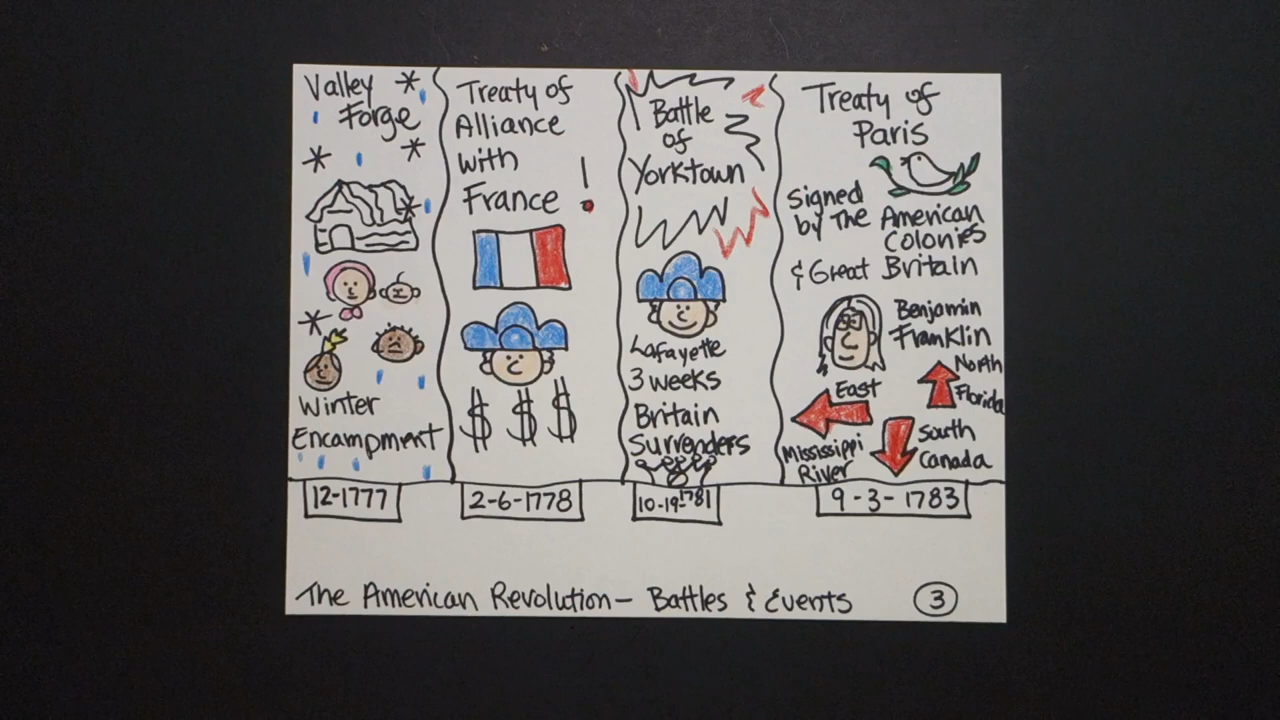 Valley
Forge
Winter
Encampment
12-1777
Treaty of
Alliance
with
France !
$ $ $
2-6-1778
Battle
of
Yorktown
Lafayette
3 weeks
Britain
Surrenders
10-19-1781
Treaty of
Paris
signed
by The American
Colonies
& Great Britain
Benjamin
Franklin
North
Florida
East
Mississippi
River
South
Canada
9-3-1783
The American Revolution - Battles & Events
3